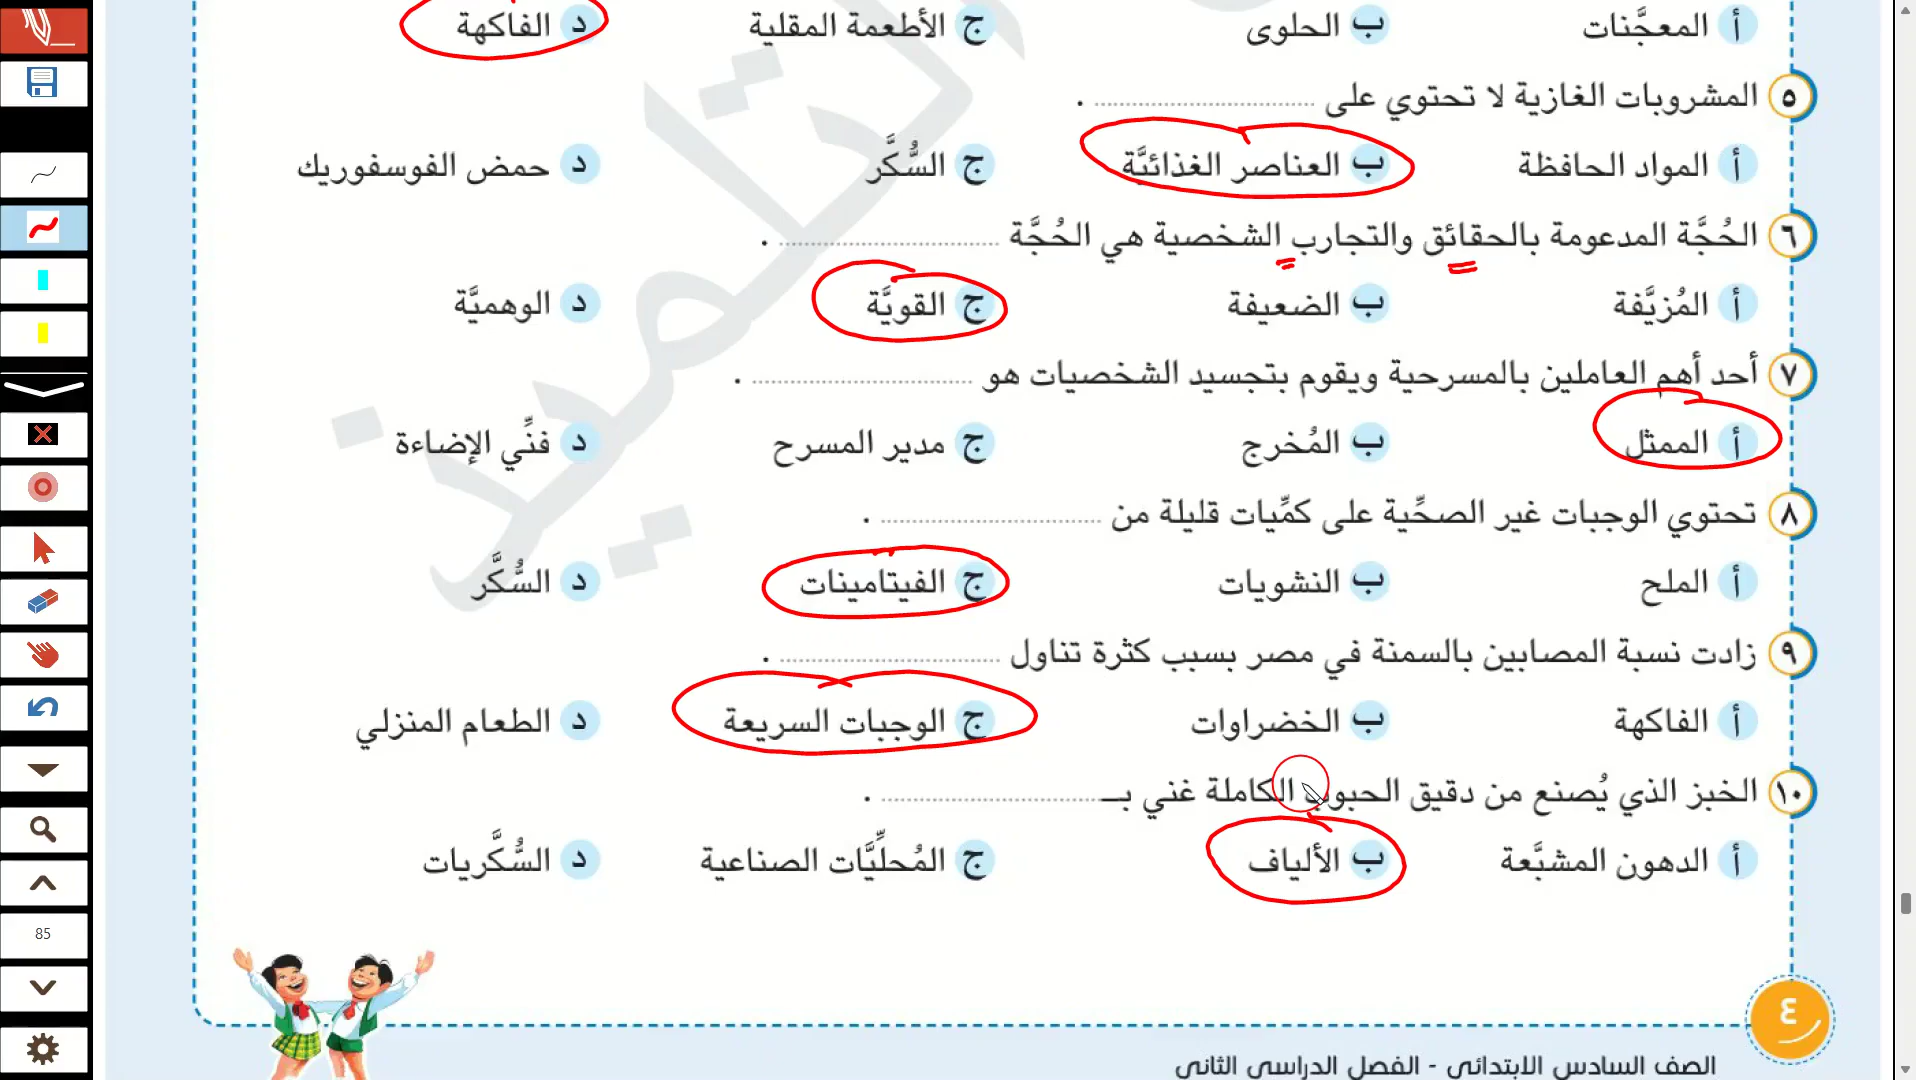 أ المعجَّنات ب الحلوى ج الأطعمة المقلية د الفاكهة
٥ المشروبات الغازية لا تحتوي على .................... .
أ المواد الحافظة ب العناصر الغذائيَّة ج السُّكَّر د حمض الفوسفوريك
٦ الحُجَّة المدعومة بالحقائق والتجارب الشخصية هي الحُجَّة .................... .
أ المُزيَّفة ب الضعيفة ج القويَّة د الوهميَّة
٧ أحد أهم العاملين بالمسرحية ويقوم بتجسيد الشخصيات هو .................... .
أ الممثل ب المُخرج ج مدير المسرح د فنِّي الإضاءة
٨ تحتوي الوجبات غير الصحِّية على كمِّيات قليلة من .................... .
أ الملح ب النشويات ج الفيتامينات د السُّكَّر
٩ زادت نسبة المصابين بالسمنة في مصر بسبب كثرة تناول .................... .
أ الفاكهة ب الخضراوات ج الوجبات السريعة د الطعام المنزلي
١٠ الخبز الذي يُصنع من دقيق الحبوب الكاملة غني بـ .................... .
أ الدهون المشبَّعة ب الألياف ج المُحلِّيَّات الصناعية د السُّكَّريات
٤
الصف السادس الابتدائى - الفصل الدراسى الثانى
التلميذ
85